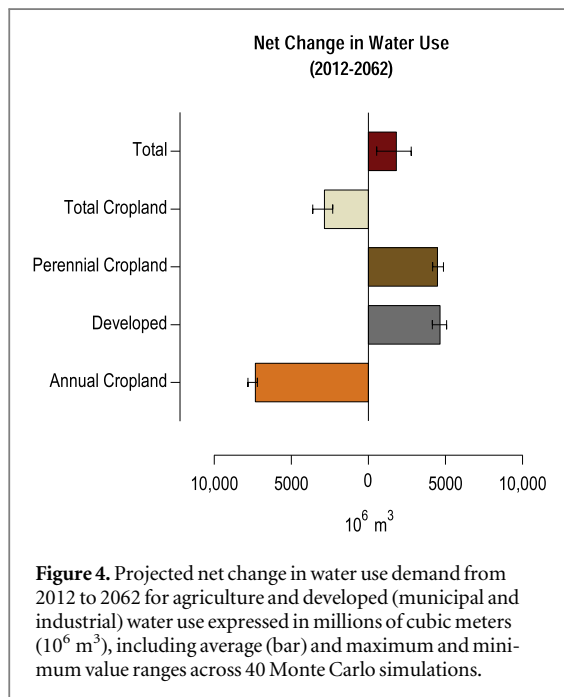 Net Change in Water Use
(2012-2062)
Total
Total Cropland
Perennial Cropland
Developed
Annual Cropland
10,000 5000 0 5000 10,000
10⁶ m³
Figure 4. Projected net change in water use demand from
2012 to 2062 for agriculture and developed (municipal and
industrial) water use expressed in millions of cubic meters
(10⁶ m³), including average (bar) and maximum and mini-
mum value ranges across 40 Monte Carlo simulations.